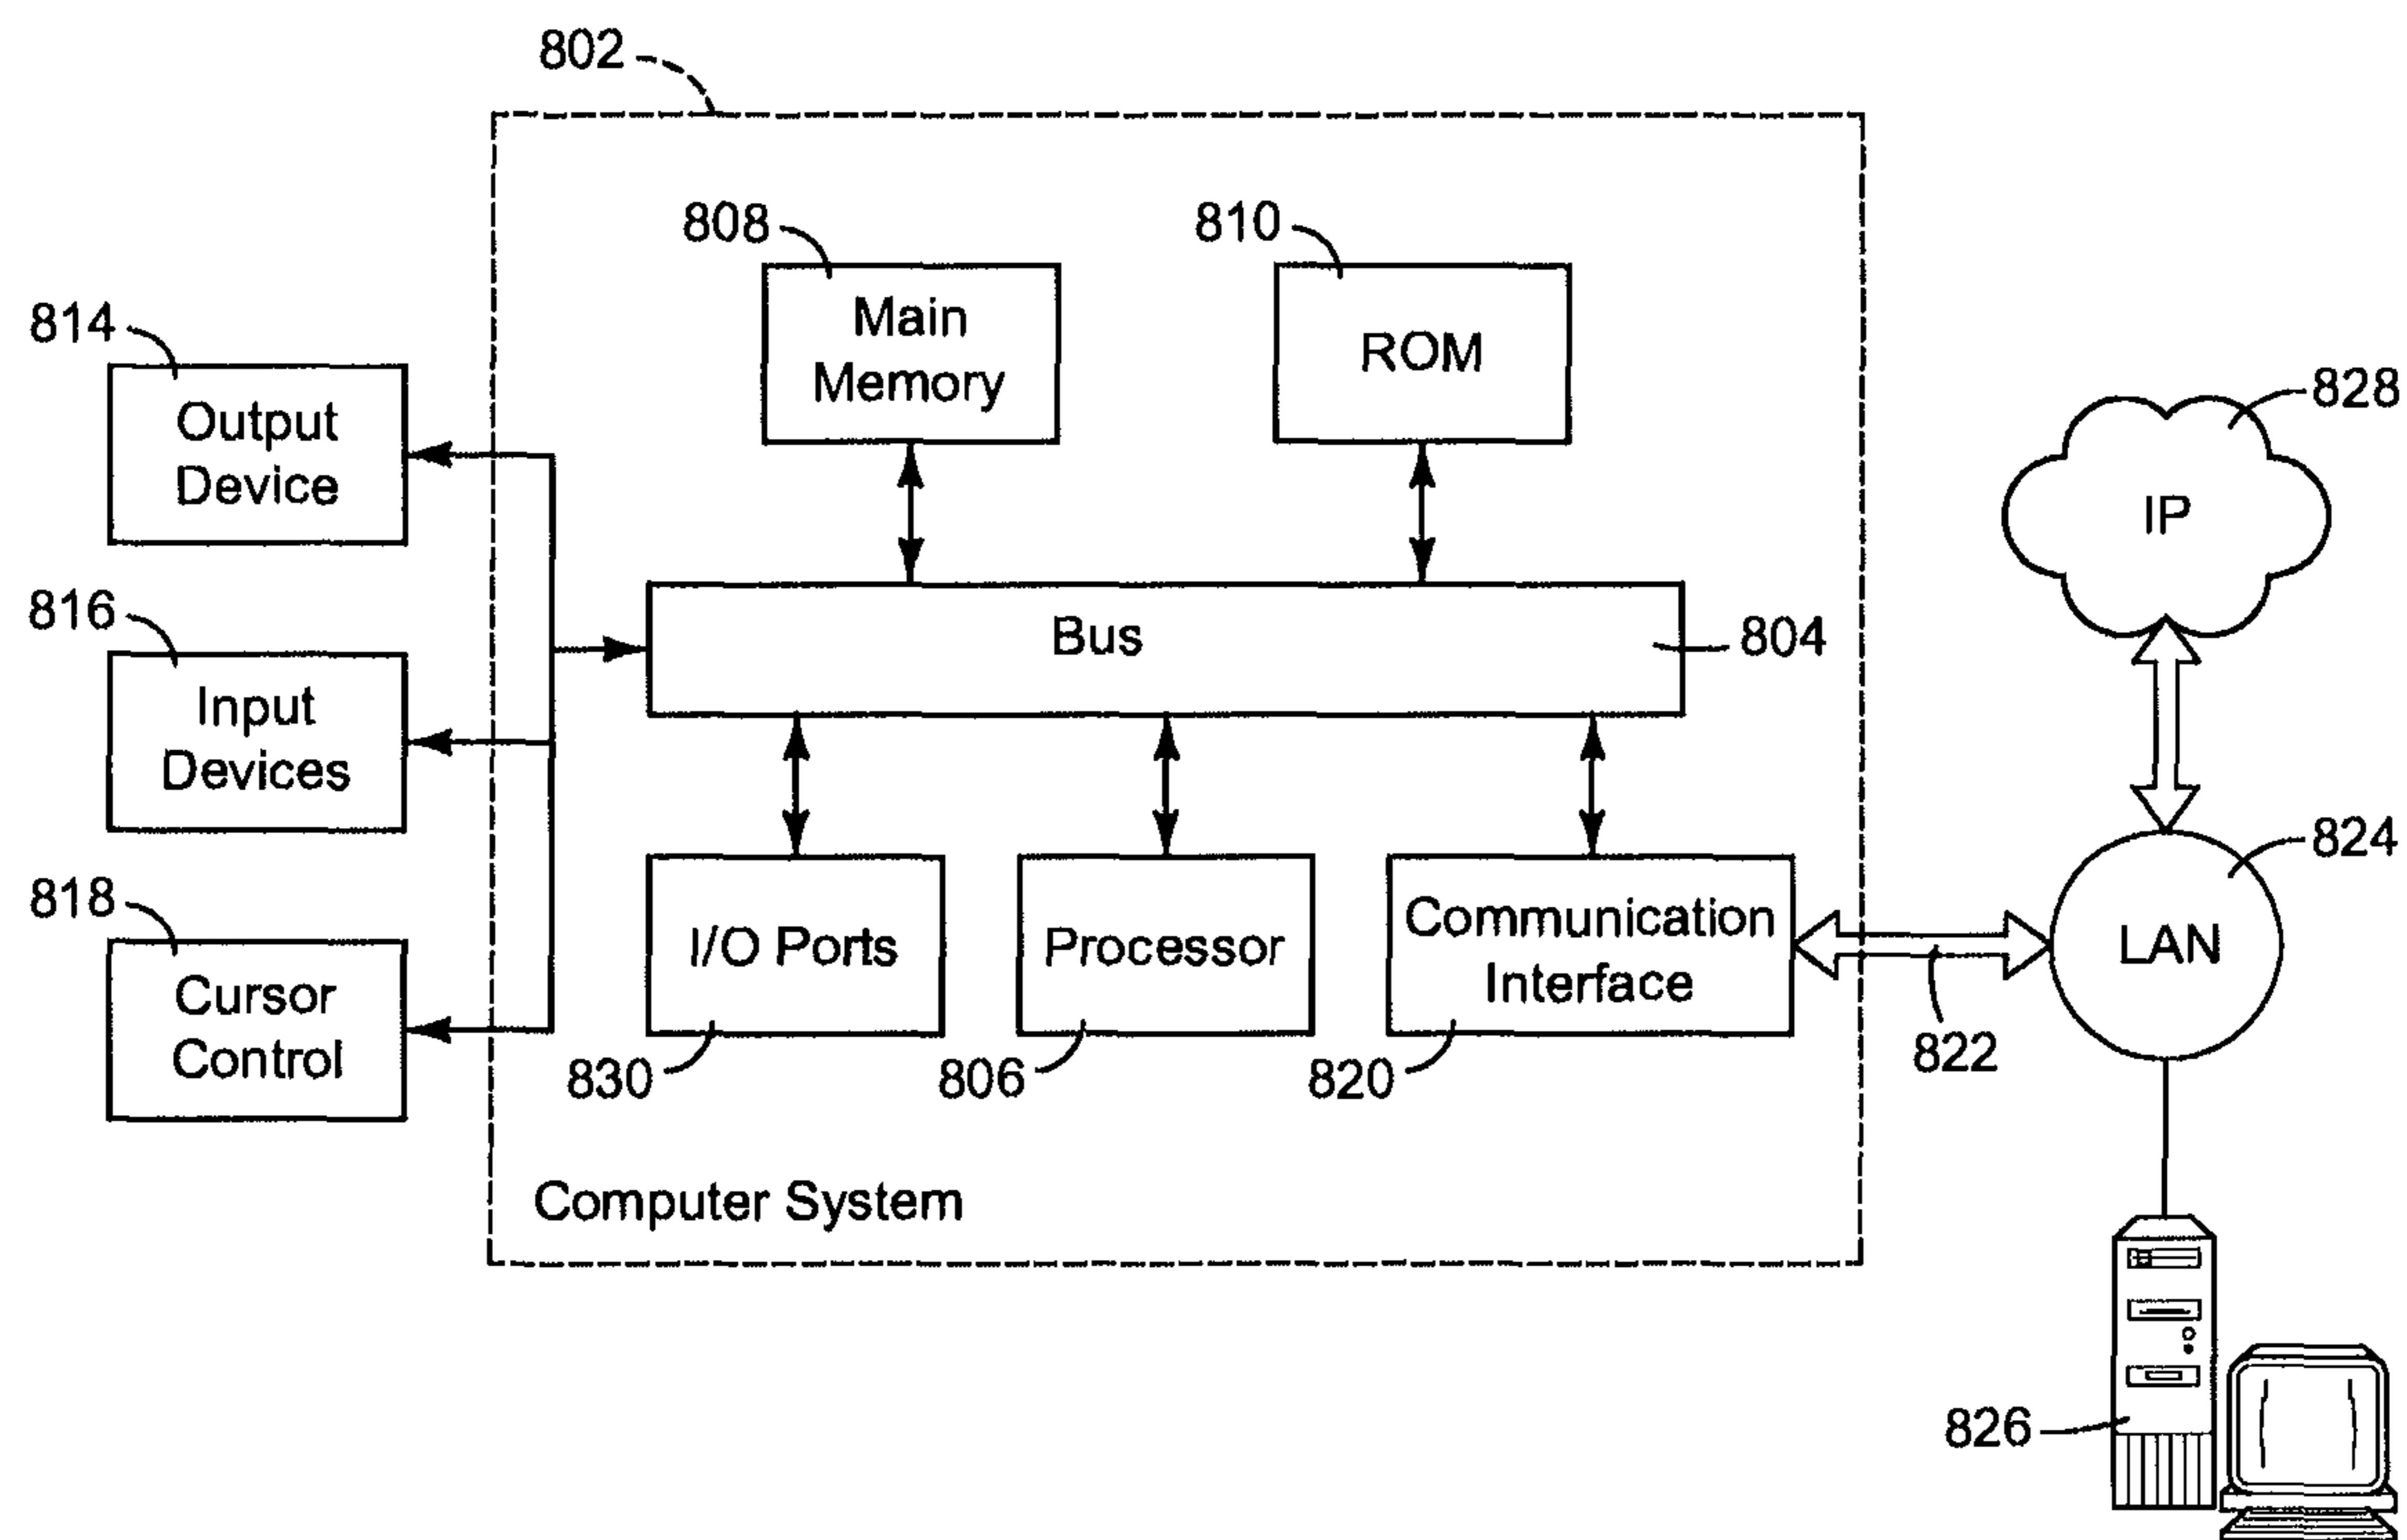 802
808
Main
Memory
810
ROM
814
Output
Device
828
IP
816
Input
Devices
Bus
804
824
LAN
818
Cursor
Control
I/O Ports
830
Processor
806
Communication
Interface
820
822
Computer System
826